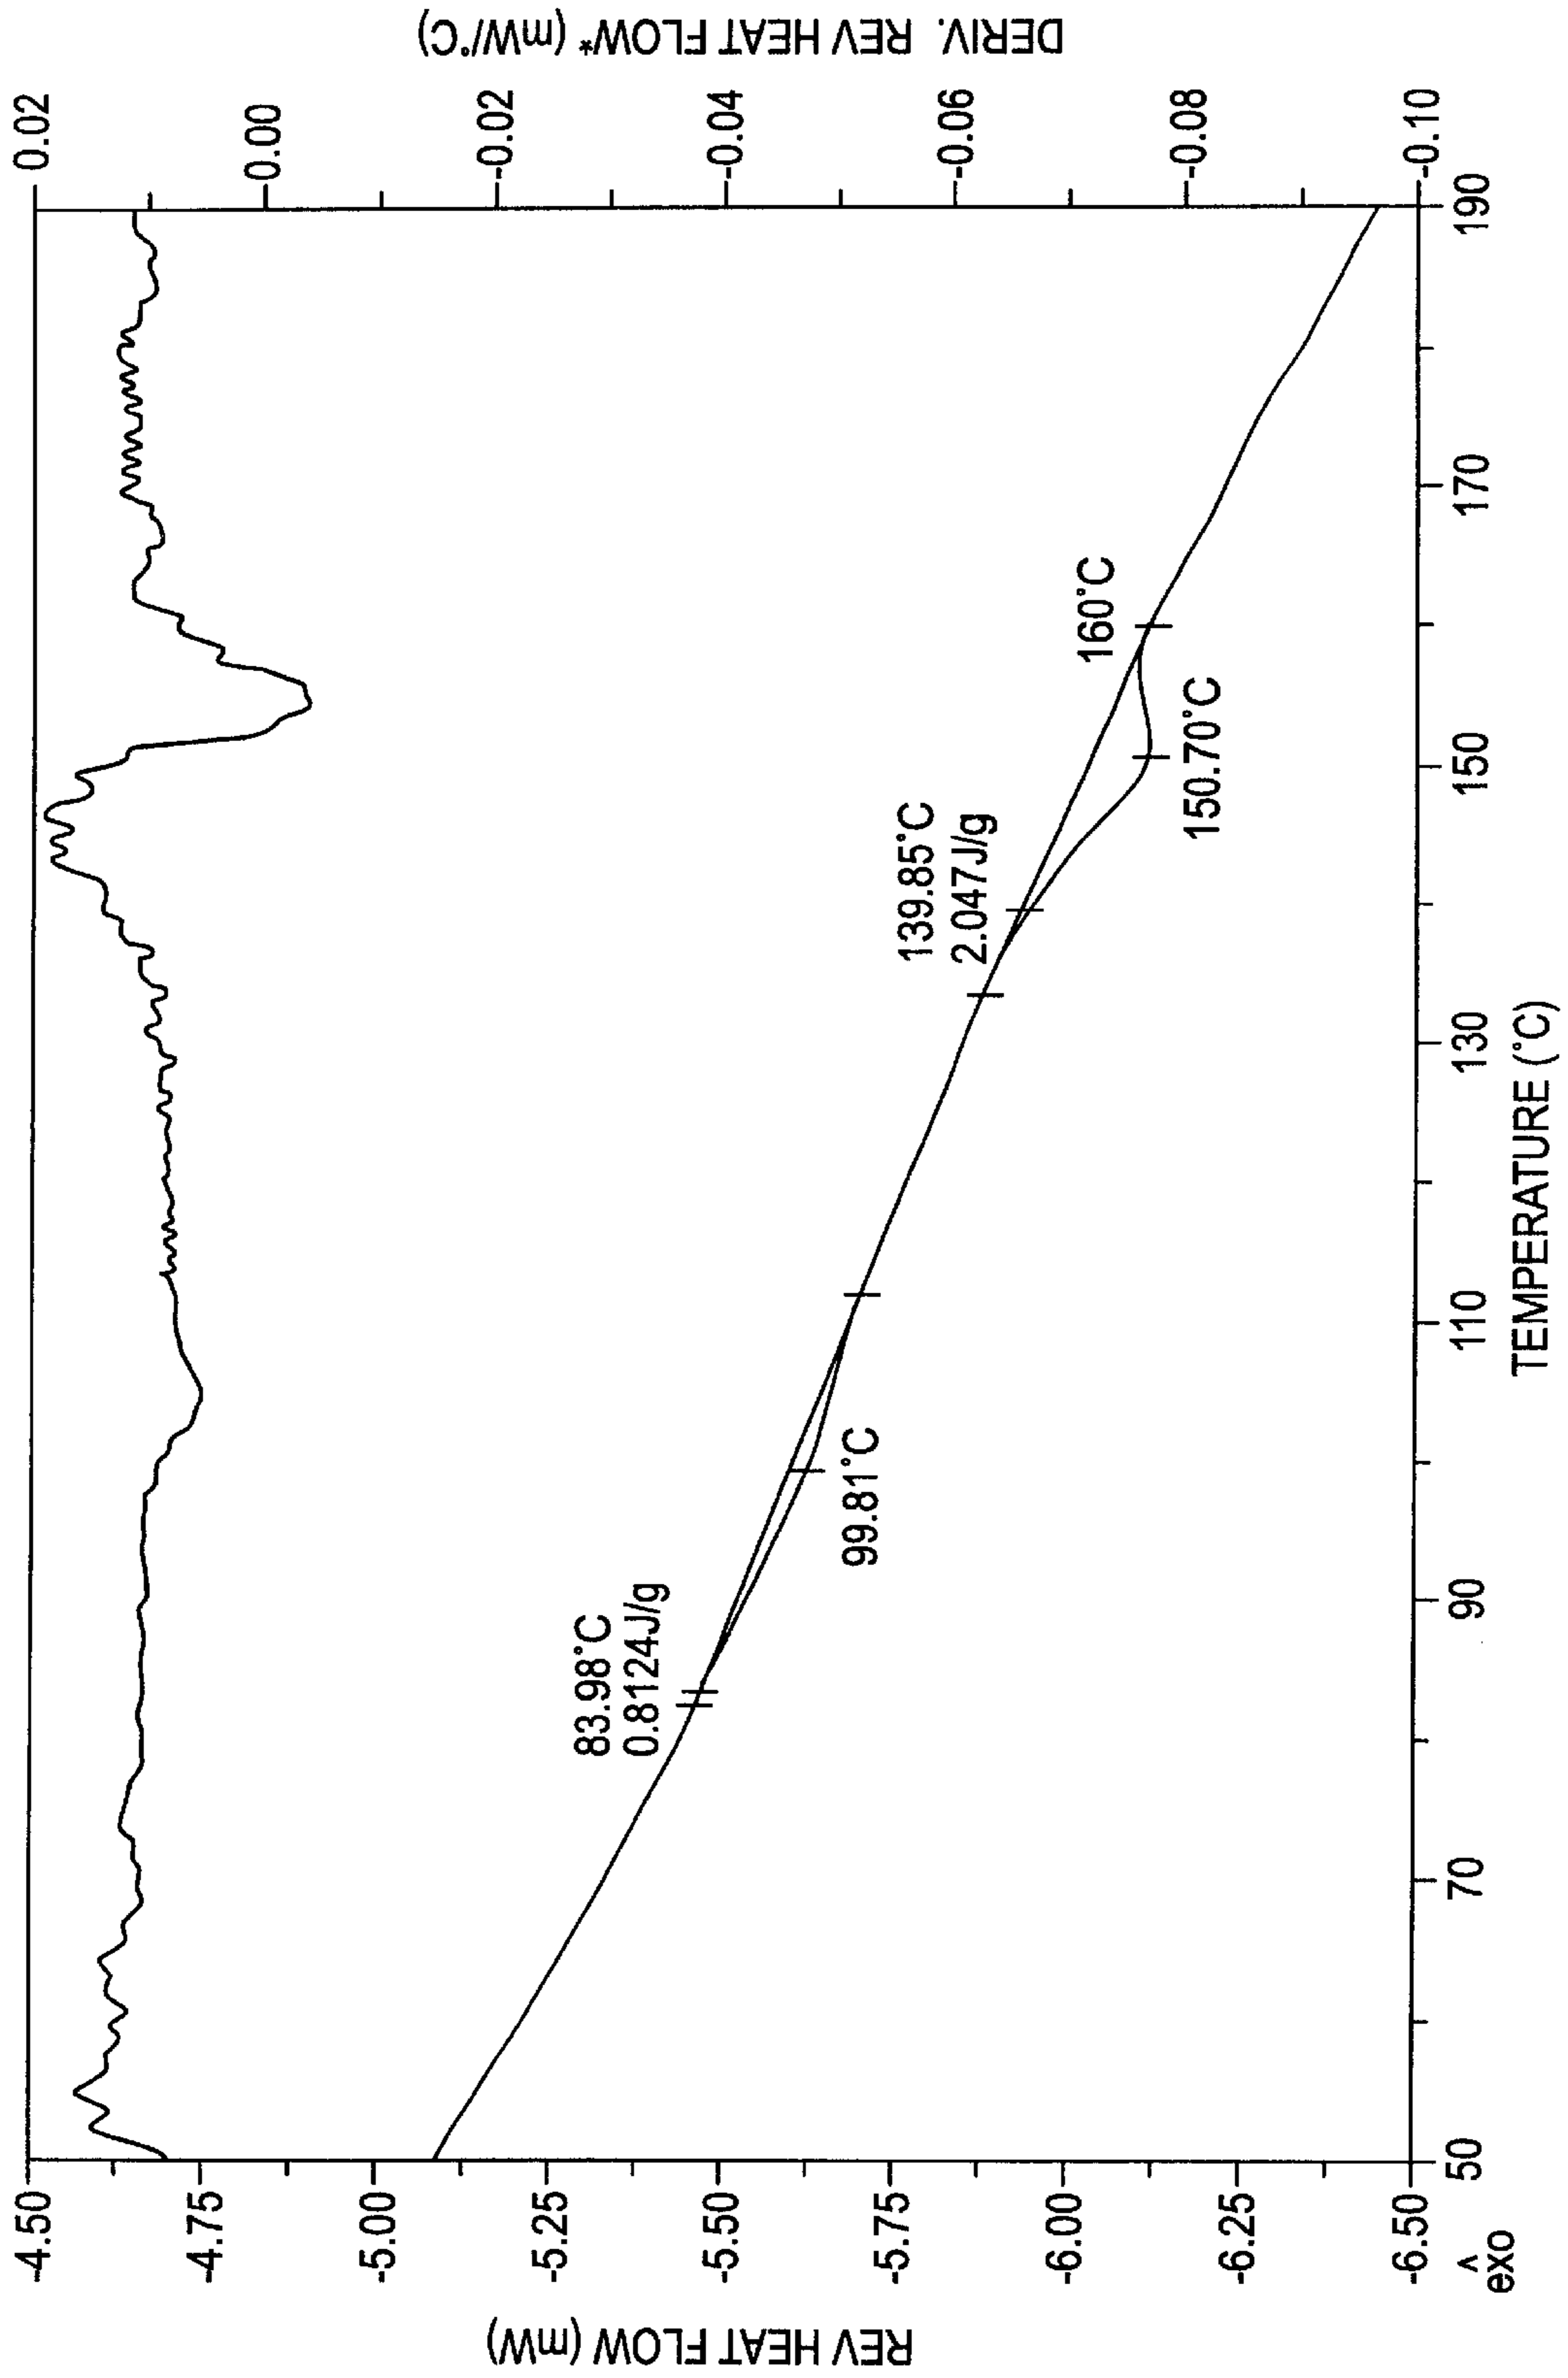 REV HEAT FLOW (mW)
-4.50
-4.75
-5.00
-5.25
-5.50
-5.75
-6.00
-6.25
-6.50
^
exo
83.98°C
0.8124J/g
99.81°C
139.85°C
2.047J/g
150.70°C
160°C
50
70
90
110
130
150
170
190
TEMPERATURE (°C)
0.02
0.00
-0.02
-0.04
-0.06
-0.08
-0.10
DERIV. REV HEAT FLOW* (mW/°C)